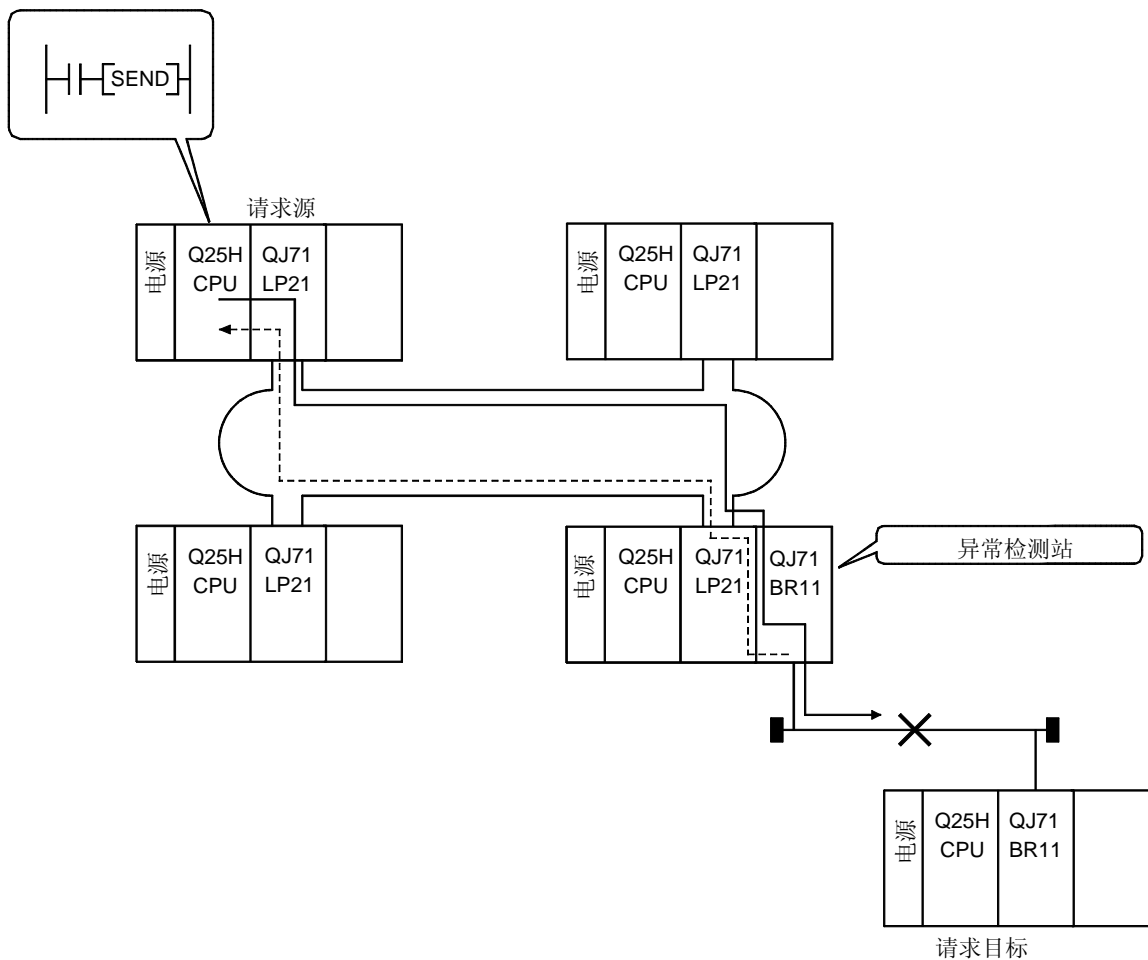 SEND
请求源
电源
Q25H
CPU
QJ71
LP21
电源
Q25H
CPU
QJ71
LP21
电源
Q25H
CPU
QJ71
LP21
电源
Q25H
CPU
QJ71
LP21
QJ71
BR11
异常检测站
电源
Q25H
CPU
QJ71
BR11
请求目标